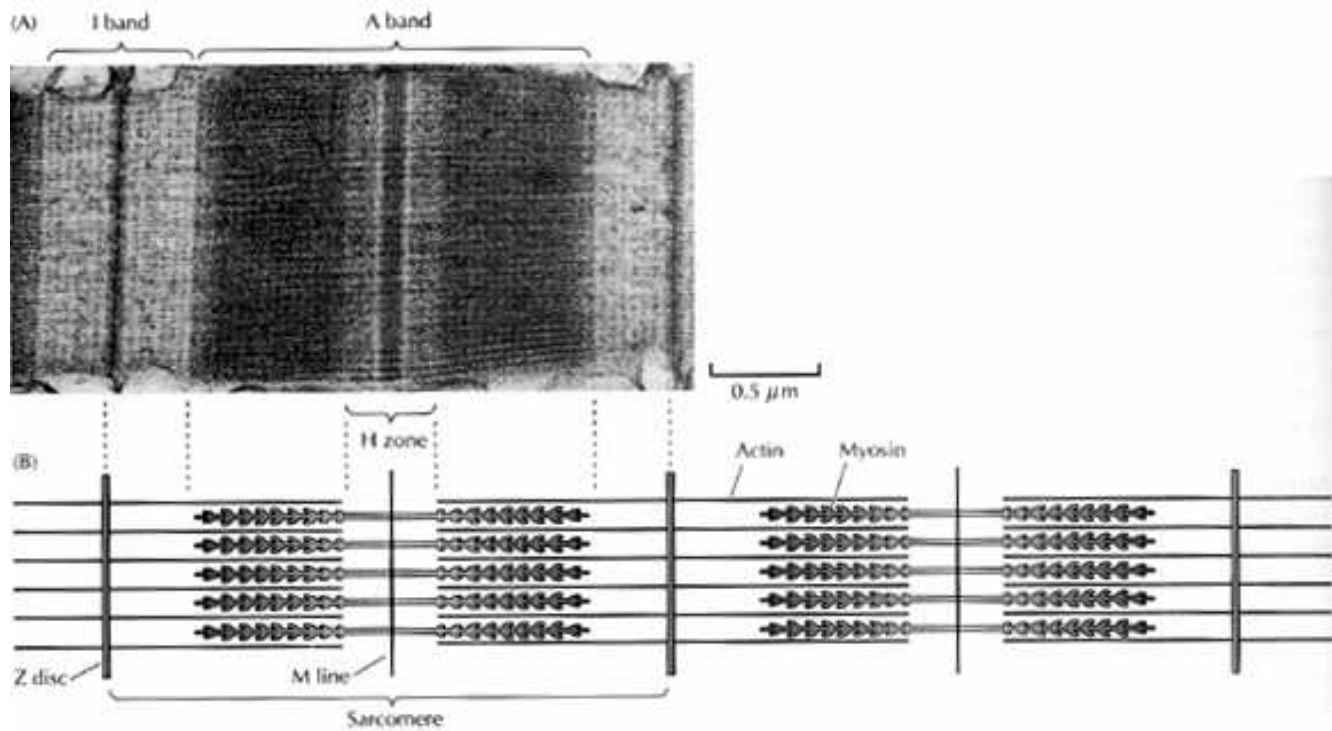 (A)
I band
A band
0.5 μm
H zone
(B)
Actin
Myosin
Z disc
M line
Sarcomere